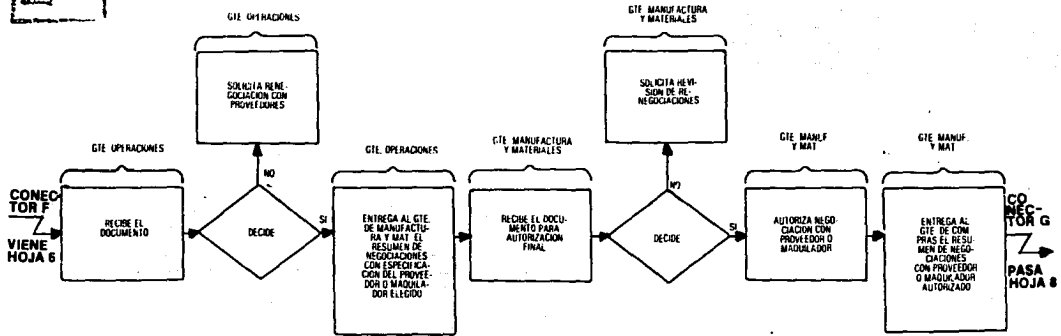 GTE OPERACIONES
SOLICITA RENE-
GOCIACION CON
PROVEEDORES
GTE MANUFACTURA
Y MATERIALES
SOLICITA REVI-
SION DE RE-
NEGOCIACIONES
CONEC-
TOR F
VIENE
HOJA 6
GTE OPERACIONES
RECIBE EL
DOCUMENTO
NO
DECIDE
SI
GTE. OPERACIONES
ENTREGA AL GTE.
DE MANUFACTU-
RA Y MAT. EL
RESUMEN DE
NEGOCIACIONES
CON ESPECIFICA-
CION DEL PROVEE-
DOR O MAQUILA-
DOR ELEGIDO
GTE MANUFACTURA
Y MATERIALES
RECIBE EL DOCU-
MENTO PARA
AUTORIZACION
FINAL
NO
DECIDE
SI
GTE MANUF
Y MAT
AUTORIZA NEGO-
CIACION CON
PROVEEDOR O
MAQUILADOR
GTE MANUF.
Y MAT
ENTREGA AL
GTE DE COM
PRAS EL RESU-
MEN DE NEGO-
CIACIONES
CON PROVEEDOR
O MAQUILADOR
AUTORIZADO
CO
NEC-
TOR G
PASA
HOJA 8